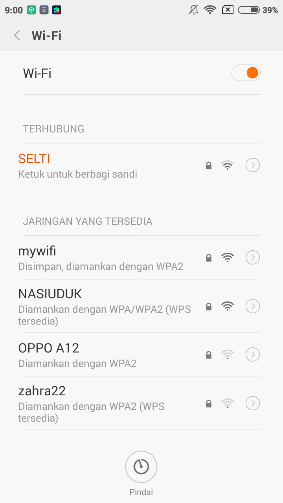 9:00
39%
Wi-Fi
Wi-Fi
TERHUBUNG
SELTI
Ketuk untuk berbagi sandi
JARINGAN YANG TERSEDIA
mywifi
Disimpan, diamankan dengan WPA2
NASIUDUK
Diamankan dengan WPA/WPA2 (WPS
tersedia)
OPPO A12
Diamankan dengan WPA2
zahra22
Diamankan dengan WPA2 (WPS
tersedia)
Pindai